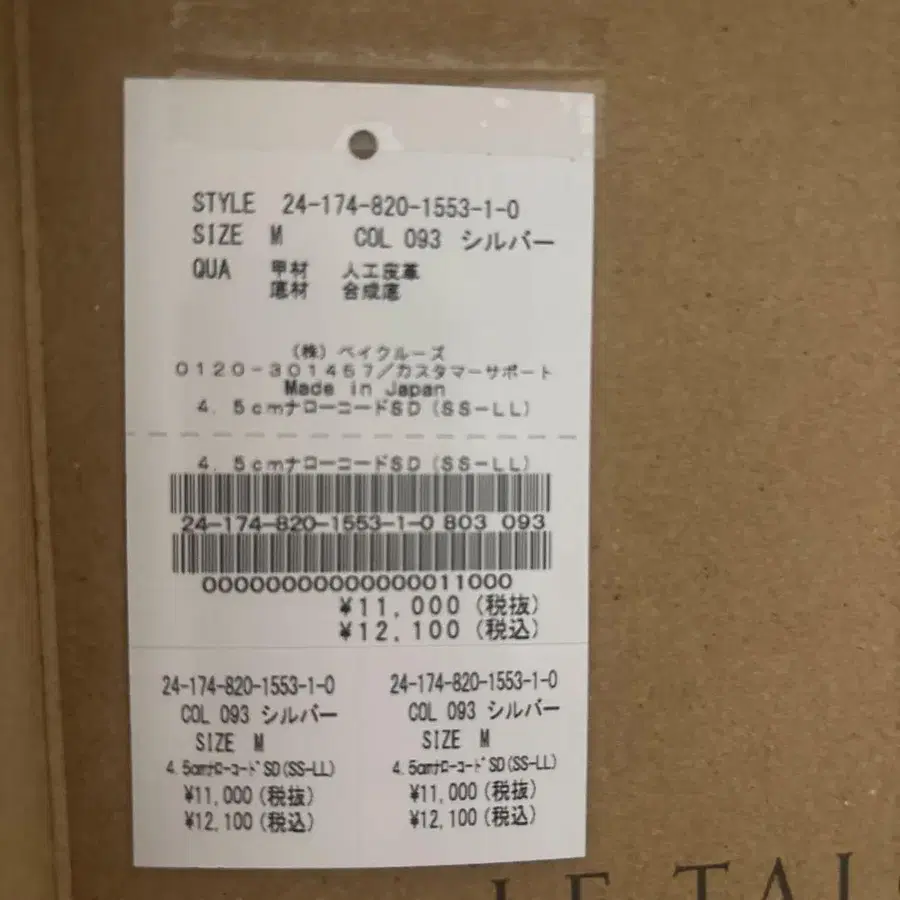 STYLE 24-174-820-1553-1-0
SIZE M COL 093 シルバー
QUA 甲材 人工皮革
底材 合成底
(株) ベイクルーズ
0120-301457/カスタマーサポート
Made in Japan
4.5cmナローコードSD(SS-LL)
4.5cmナローコードSD(SS-LL)
24-174-820-1553-1-0 803 093
00000000000000011000
¥11,000(税抜)
¥12,100(税込)
24-174-820-1553-1-0
COL 093 シルバー
SIZE M
4.5cmナローコードSD(SS-LL)
¥11,000(税抜)
¥12,100(税込)
24-174-820-1553-1-0
COL 093 シルバー
SIZE M
4.5cmナローコードSD(SS-LL)
¥11,000(税抜)
¥12,100(税込)
LE